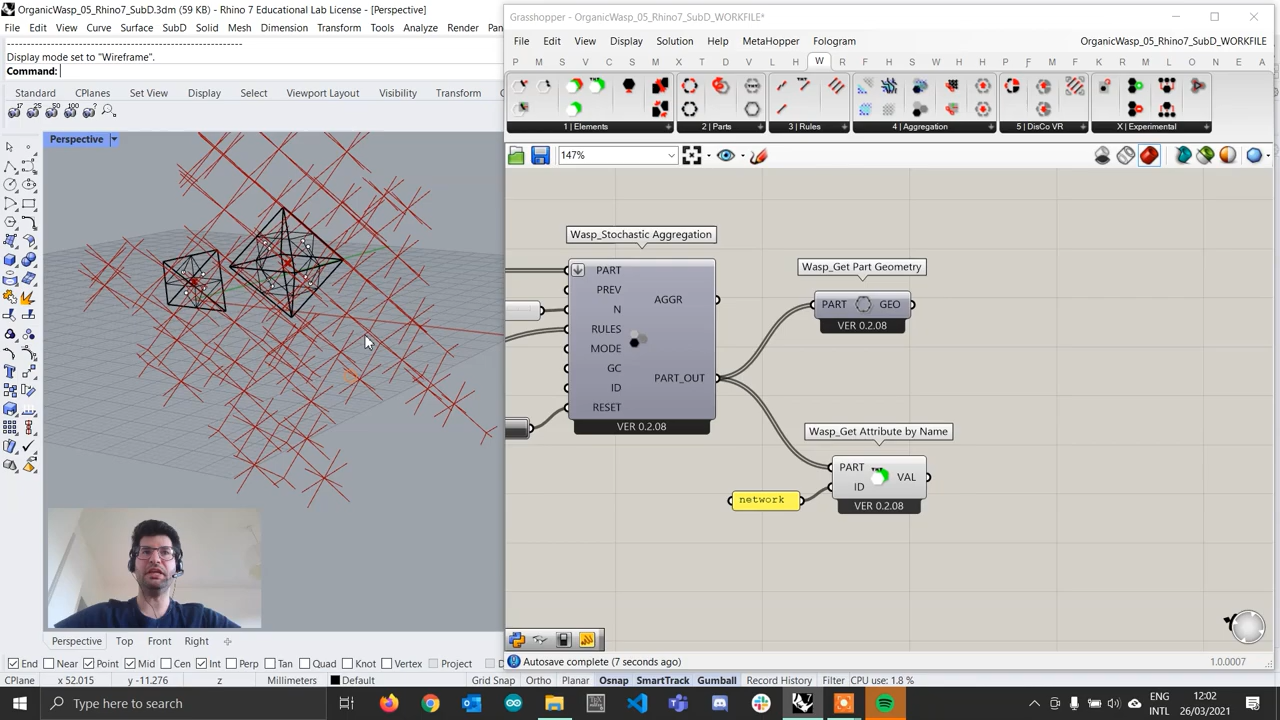 OrganicWasp_05_Rhino7_SubD.3dm (59 KB) - Rhino 7 Educational Lab License - [Perspective]
File Edit View Curve Surface SubD Solid Mesh Dimension Transform Tools Analyze Render
Display mode set to "Wireframe".
Command:
Standard CPlanes Set View Display Select Viewport Layout Visibility Transform
17 25 50 100
Perspective
Grasshopper - OrganicWasp_05_Rhino7_SubD_WORKFILE*
File Edit View Display Solution Help MetaHopper Fologram OrganicWasp_05_Rhino7_SubD_WORKFILE
P M S V C S M I T D W R F
1 | Elements 2 | Parts 3 | Rules 4 | Aggregation 5 | DisCo VR X | Experimental
147%
Wasp_Stochastic Aggregation
PART
PREV
N
RULES
MODE
GC
ID
RESET
AGGR
PART_OUT
VER 0.2.08
Wasp_Get Part Geometry
PART GEO
VER 0.2.08
Wasp_Get Attribute by Name
PART
ID
VAL
VER 0.2.08
network
Autosave complete (7 seconds ago) 1.0.0007
Perspective Top Front Right
End Near Point Mid Cen Int Perp Tan Quad Knot Vertex Project
CPlane x 52.015 y -11.276 z Millimeters Default Grid Snap Ortho Planar Osnap SmartTrack Gumball Record History Filter CPU use: 1.8 %
Type here to search
ENG
INTL
12:02
26/03/2021